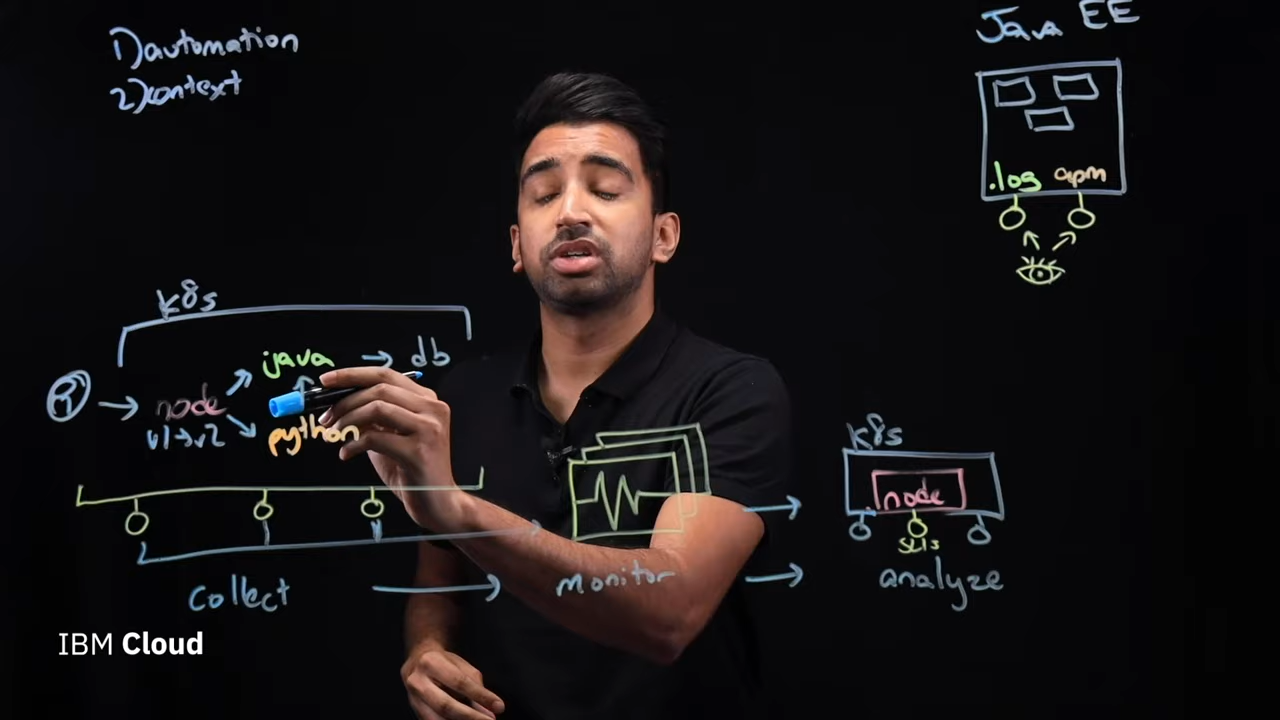 1) automation
2) context
Java EE
.log apm
k8s
java → db
node
v1→v2
python
k8s
node
SLIs
collect
monitor
analyze
IBM Cloud